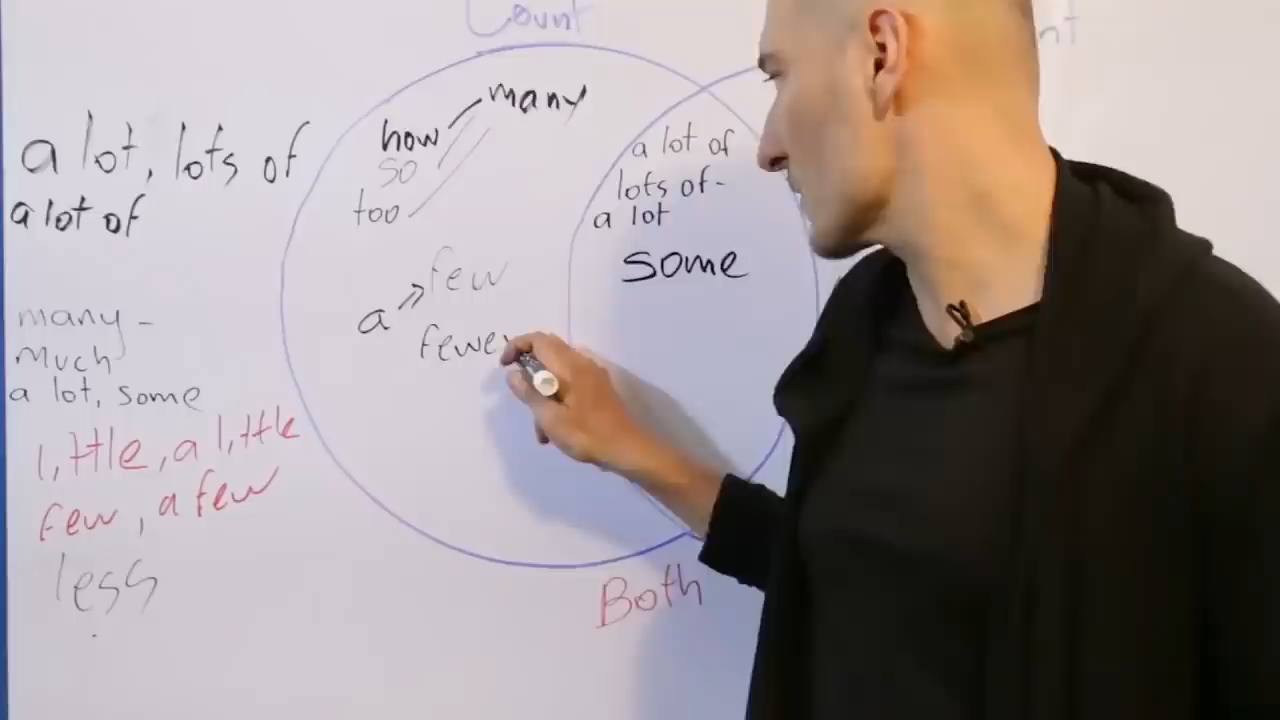 Count
nt
a lot, lots of
a lot of
many -
much
a lot, some
little, a little
few, a few
less
many
how
so
too
few
a
fewer
a lot of
lots of-
a lot
some
Both